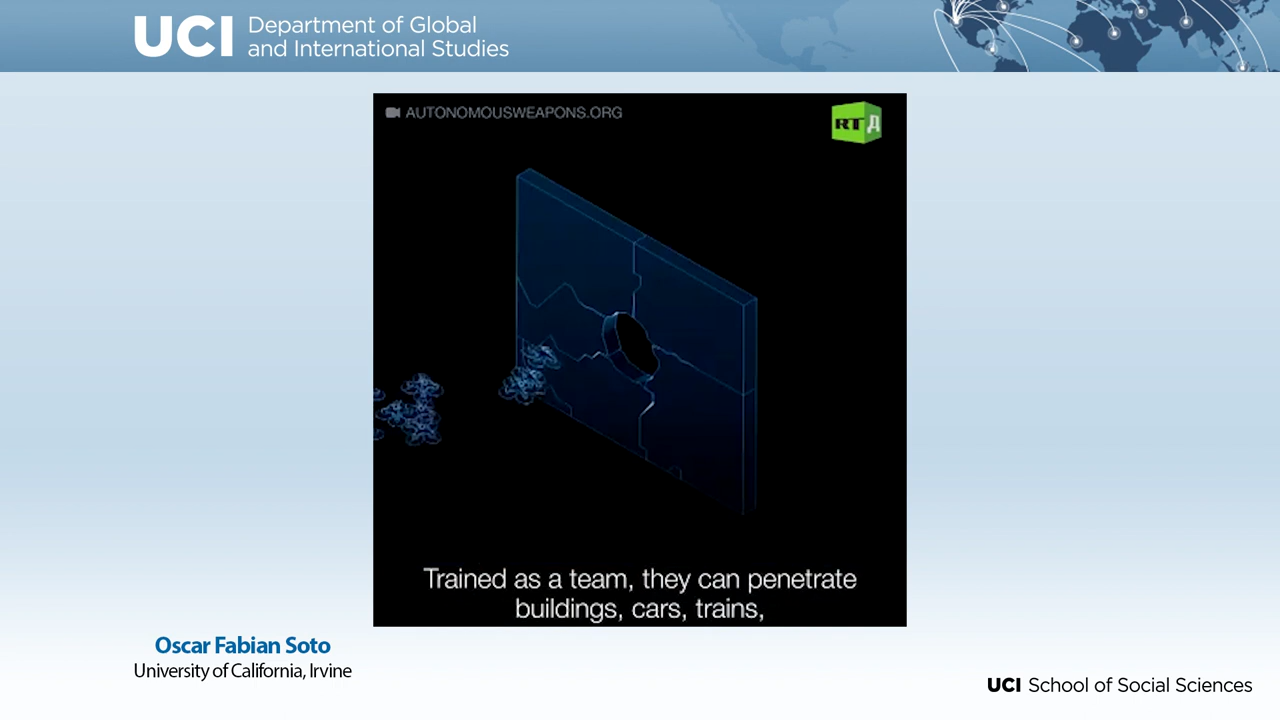 UCI
Department of Global
and International Studies
AUTONOMOUSWEAPONS.ORG
RTД
Trained as a team, they can penetrate
buildings, cars, trains,
Oscar Fabian Soto
University of California, Irvine
UCI School of Social Sciences